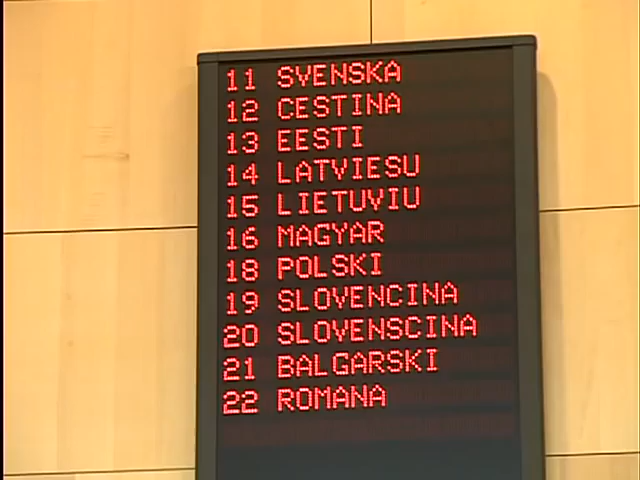 11 SVENSKA
12 CESTINA
13 EESTI
14 LATVIESU
15 LIETUVIU
16 MAGYAR
18 POLSKI
19 SLOVENCINA
20 SLOVENSCINA
21 BALGARSKI
22 ROMANA